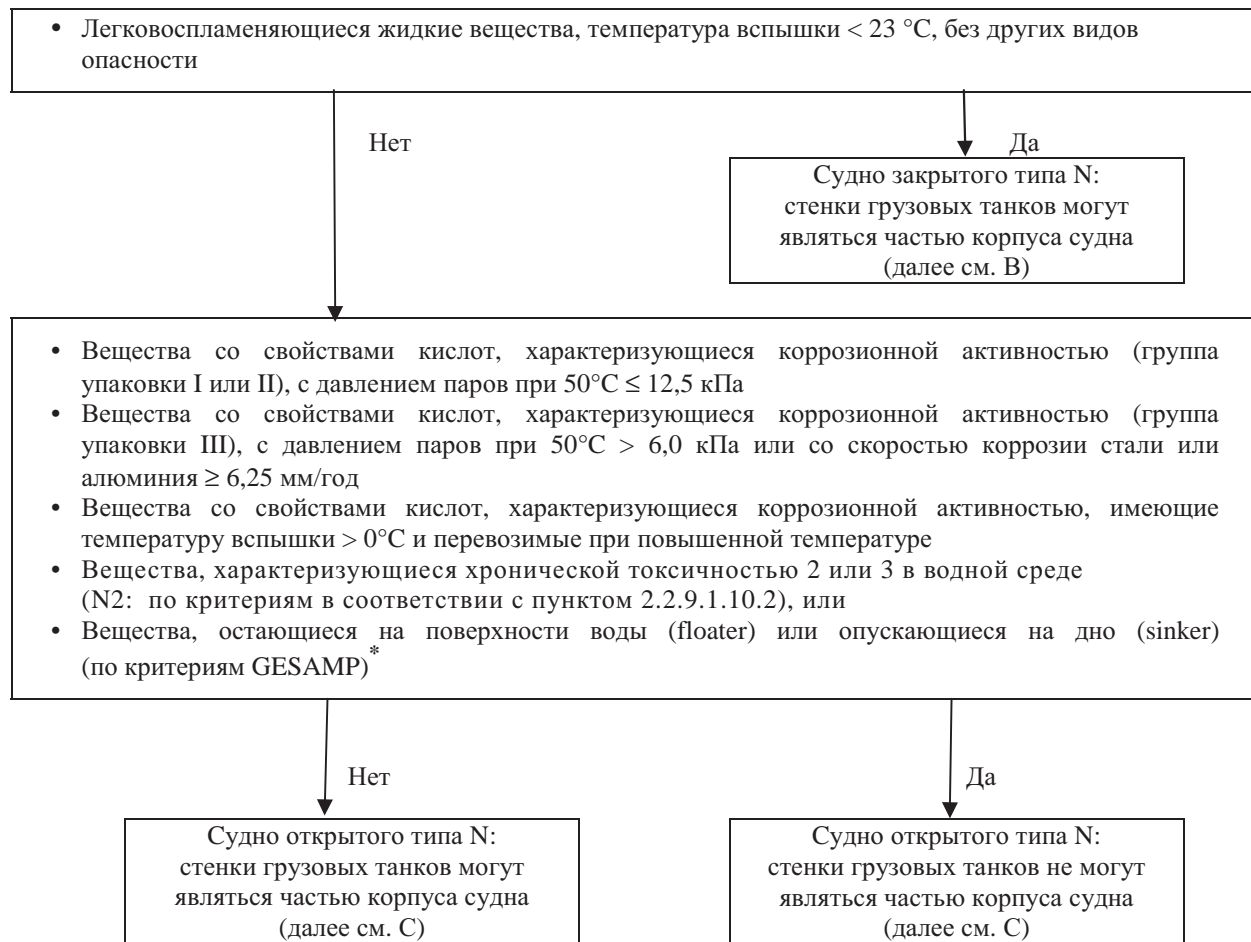 • Легковоспламеняющиеся жидкие вещества, температура вспышки < 23 °C, без других видов
опасности
Нет
Да
Судно закрытого типа N:
стенки грузовых танков могут
являться частью корпуса судна
(далее см. B)
• Вещества со свойствами кислот, характеризующиеся коррозионной активностью (группа
упаковки I или II), с давлением паров при 50°C ≤ 12,5 кПа
• Вещества со свойствами кислот, характеризующиеся коррозионной активностью (группа
упаковки III), с давлением паров при 50°C > 6,0 кПа или со скоростью коррозии стали или
алюминия ≥ 6,25 мм/год
• Вещества со свойствами кислот, характеризующиеся коррозионной активностью, имеющие
температуру вспышки > 0°C и перевозимые при повышенной температуре
• Вещества, характеризующиеся хронической токсичностью 2 или 3 в водной среде
(N2: по критериям в соответствии с пунктом 2.2.9.1.10.2), или
• Вещества, остающиеся на поверхности воды (floater) или опускающиеся на дно (sinker)
(по критериям GESAMP)*
Нет
Да
Судно открытого типа N:
стенки грузовых танков могут
являться частью корпуса судна
(далее см. C)
Судно открытого типа N:
стенки грузовых танков не могут
являться частью корпуса судна
(далее см. C)